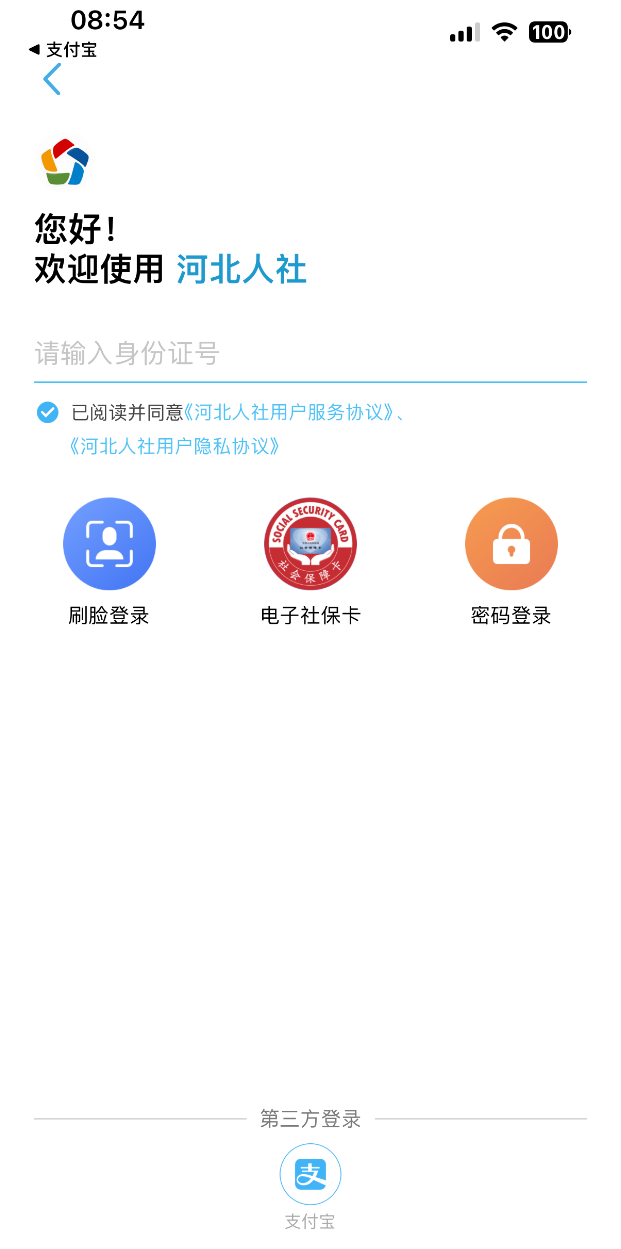 08:54
100
◀ 支付宝
您好！
欢迎使用 河北人社
请输入身份证号
已阅读并同意《河北人社用户服务协议》、
《河北人社用户隐私协议》
SOCIAL SECURITY CARD
社会保障卡
刷脸登录
电子社保卡
密码登录
第三方登录
支
支付宝